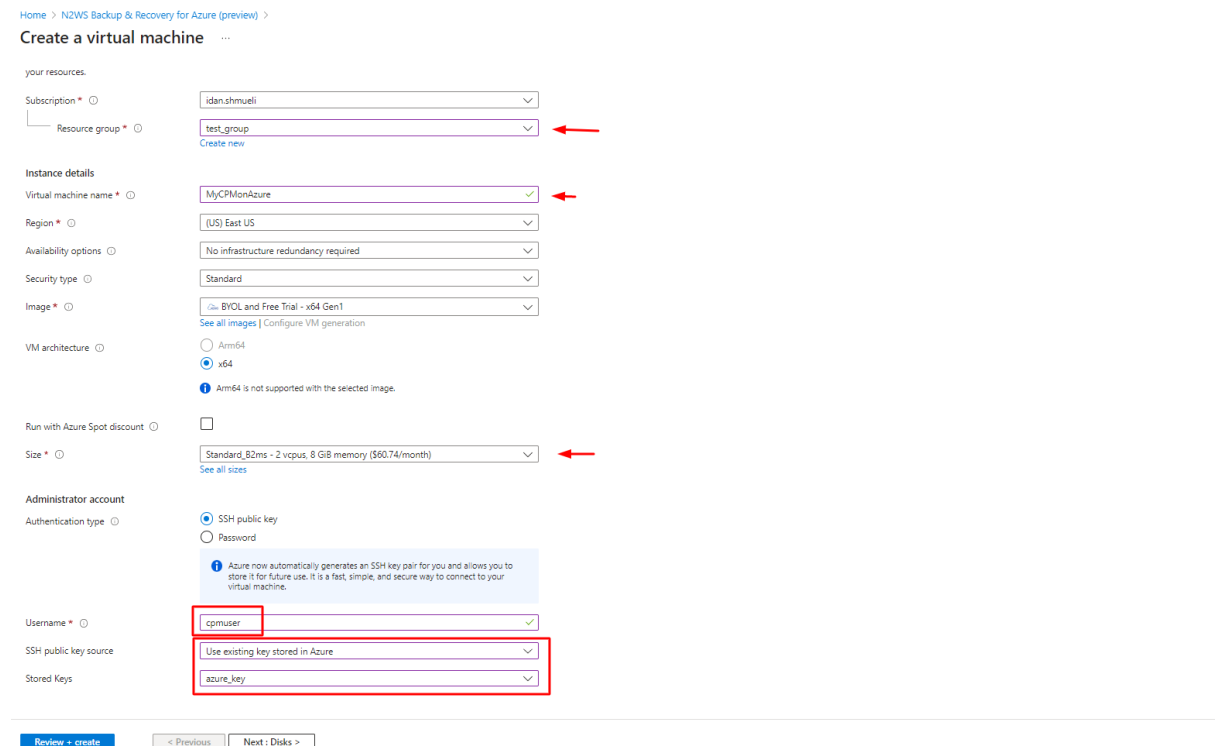 Home > N2WS Backup & Recovery for Azure (preview) >
Create a virtual machine ...
your resources.
Subscription * idan.shmueli
Resource group * test_group
Create new
Instance details
Virtual machine name * MyCPMonAzure
Region * (US) East US
Availability options No infrastructure redundancy required
Security type Standard
Image * BYOL and Free Trial - x64 Gen1
See all images | Configure VM generation
VM architecture Arm64
x64
Arm64 is not supported with the selected image.
Run with Azure Spot discount
Size * Standard_B2ms - 2 vcpus, 8 GiB memory ($60.74/month)
See all sizes
Administrator account
Authentication type SSH public key
Password
Azure now automatically generates an SSH key pair for you and allows you to
store it for future use. It is a fast, simple, and secure way to connect to your
virtual machine.
Username * cpmuser
SSH public key source Use existing key stored in Azure
Stored Keys azure_key
Review + create < Previous Next : Disks >